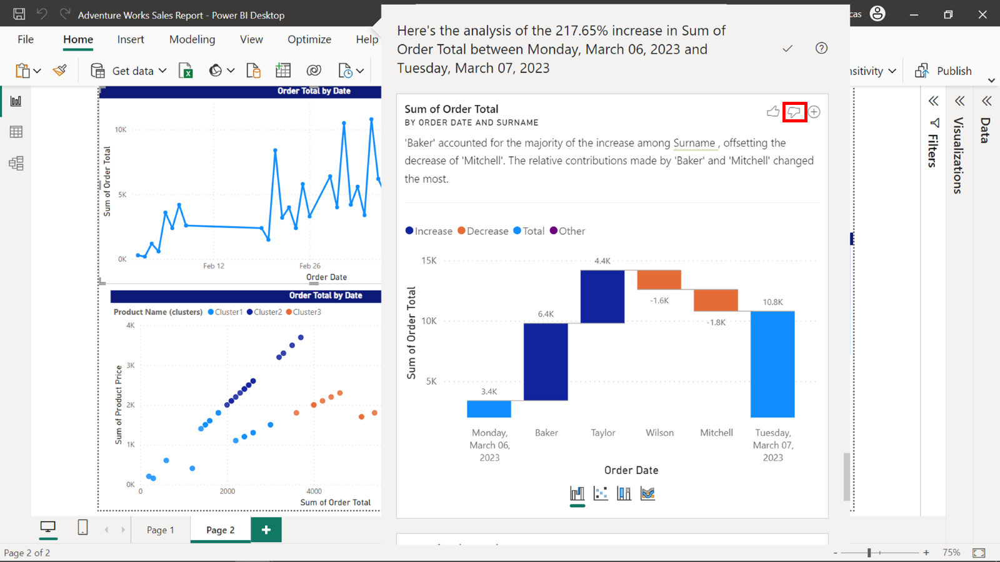 Adventure Works Sales Report - Power BI Desktop
cas
File
Home
Insert
Modeling
View
Optimize
Help
Get data
nsitivity
Publish
Here's the analysis of the 217.65% increase in Sum of
Order Total between Monday, March 06, 2023 and
Tuesday, March 07, 2023
Sum of Order Total
BY ORDER DATE AND SURNAME
'Baker' accounted for the majority of the increase among Surname , offsetting the
decrease of 'Mitchell'. The relative contributions made by 'Baker' and 'Mitchell' changed
the most.
Increase Decrease Total Other
15K
10K
5K
Sum of Order Total
3.4K
6.4K
4.4K
-1.6K
-1.8K
10.8K
Monday,
March 06,
2023
Baker
Taylor
Wilson
Mitchell
Tuesday,
March 07,
2023
Order Date
Order Total by Date
10K
5K
0K
Sum of Order Total
Feb 12
Feb 26
Order Date
Order Total by Date
Product Name (clusters) Cluster1 Cluster2 Cluster3
4K
3K
2K
1K
0K
Sum of Product Price
0
2000
4000
Sum of Order Total
Filters
Visualizations
Data
Page 1
Page 2
+
Page 2 of 2
- + 75%